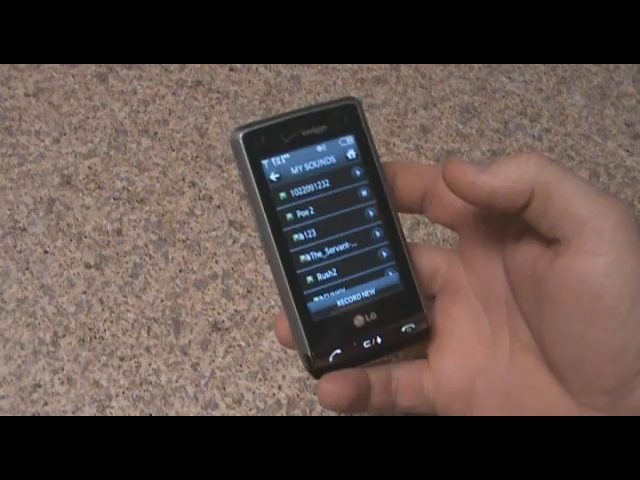 verizon
MY SOUNDS
1022091232
Poe 2
123
The_Servant-...
Rush2
RECORD NEW
LG